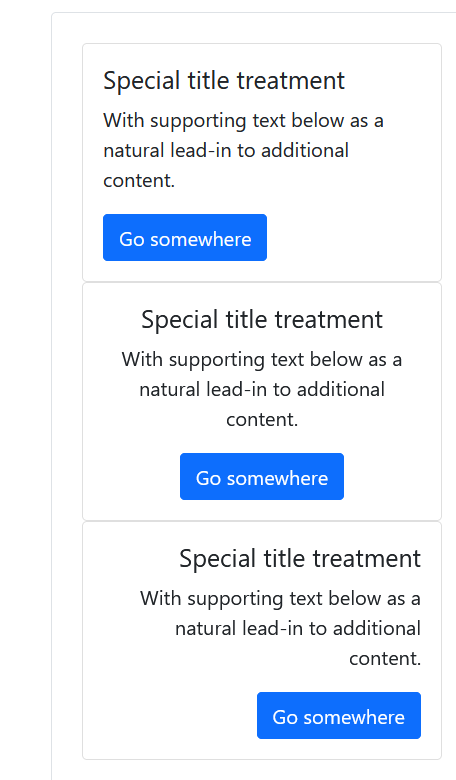 Special title treatment
With supporting text below as a
natural lead-in to additional
content.
Go somewhere
Special title treatment
With supporting text below as a
natural lead-in to additional
content.
Go somewhere
Special title treatment
With supporting text below as a
natural lead-in to additional
content.
Go somewhere